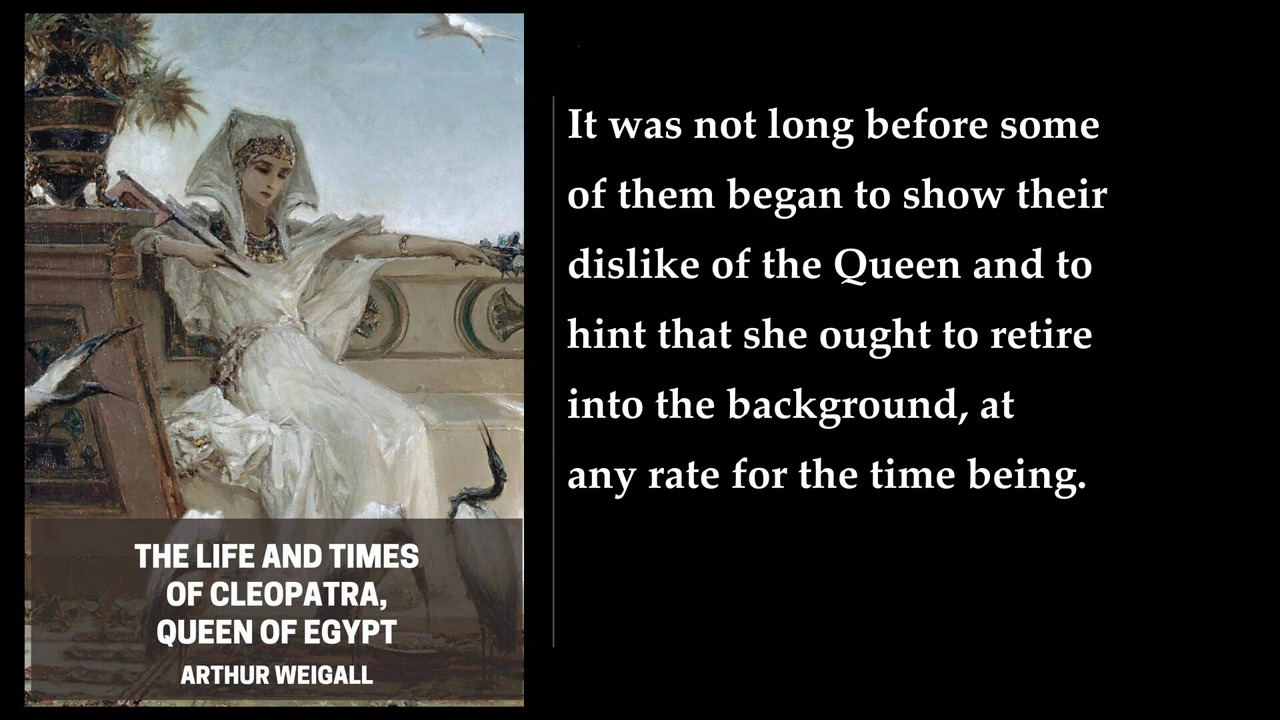 It was not long before some
of them began to show their
dislike of the Queen and to
hint that she ought to retire
into the background, at
any rate for the time being.
THE LIFE AND TIMES
OF CLEOPATRA,
QUEEN OF EGYPT
ARTHUR WEIGALL